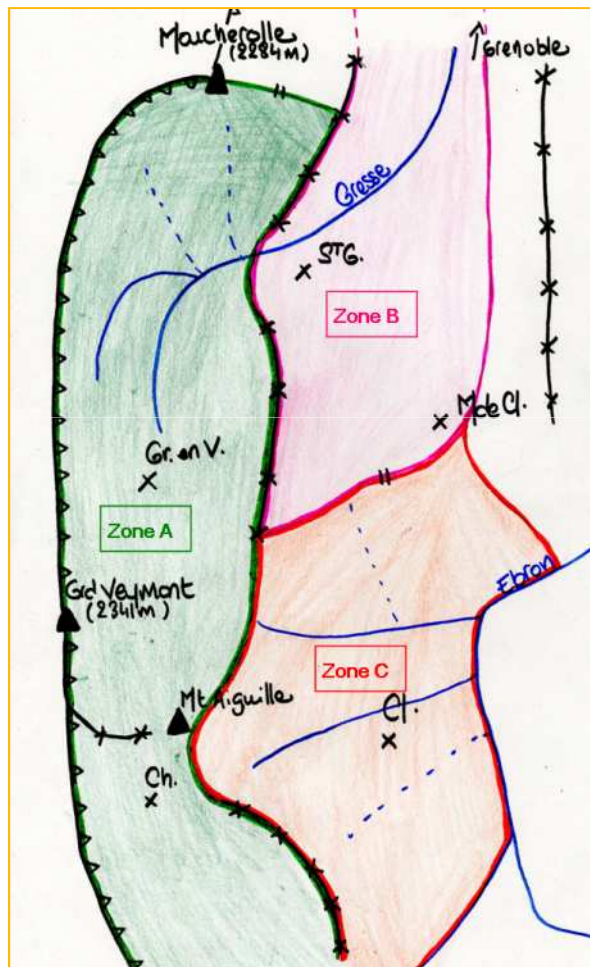 Moucherolle
(2284m)
Grenoble
Gresse
ST G.
Zone B
M de Cl.
Gr. en V.
Zone A
Grd Veymont
(2341m)
Ebron
Zone C
Mt Aiguille
Cl.
Ch.